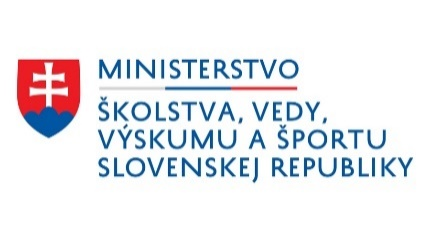 MINISTERSTVO
ŠKOLSTVA, VEDY,
VÝSKUMU A ŠPORTU
SLOVENSKEJ REPUBLIKY